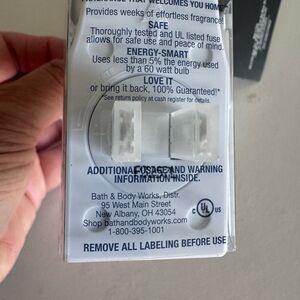 FRAGRANCE THAT WELCOMES YOU HOME
Provides weeks of effortless fragrance!
SAFE
Thoroughly tested and UL listed fuse
allows for safe use and peace of mind.
ENERGY-SMART
Uses less than 5% the energy used
by a 60 watt bulb
LOVE IT
or bring it back, 100% Guaranteed!*
*See return policy at cash register for details.
ADDITIONAL USAGE AND WARNING
INFORMATION INSIDE.
Bath & Body Works, Distr.
95 West Main Street
New Albany, OH 43054
Shop bathandbodyworks.com
1-800-395-1001
C UL US
REMOVE ALL LABELING BEFORE USE